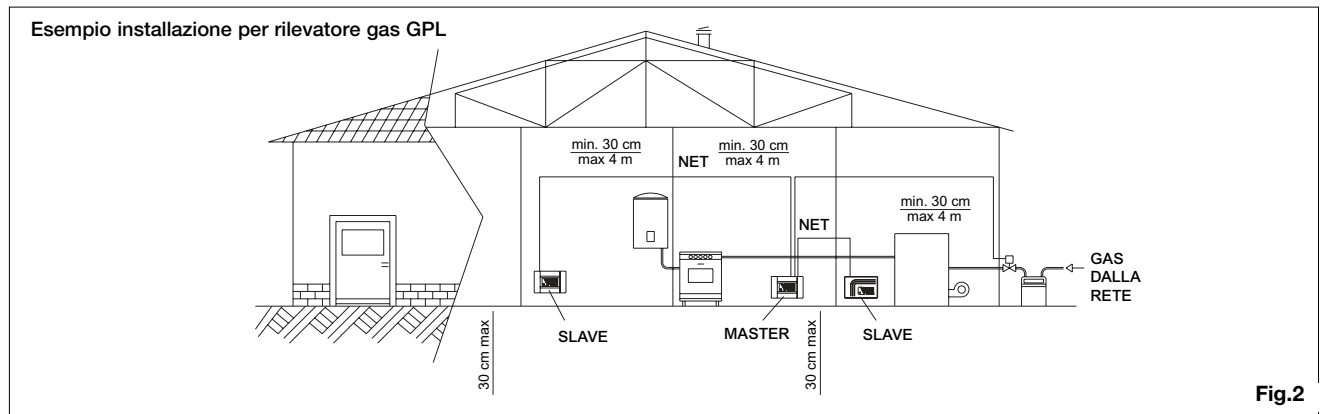 Esempio installazione per rilevatore gas GPL
min. 30 cm
max 4 m
NET
min. 30 cm
max 4 m
min. 30 cm
max 4 m
NET
GAS
DALLA
RETE
SLAVE
MASTER
SLAVE
30 cm max
30 cm max
Fig.2